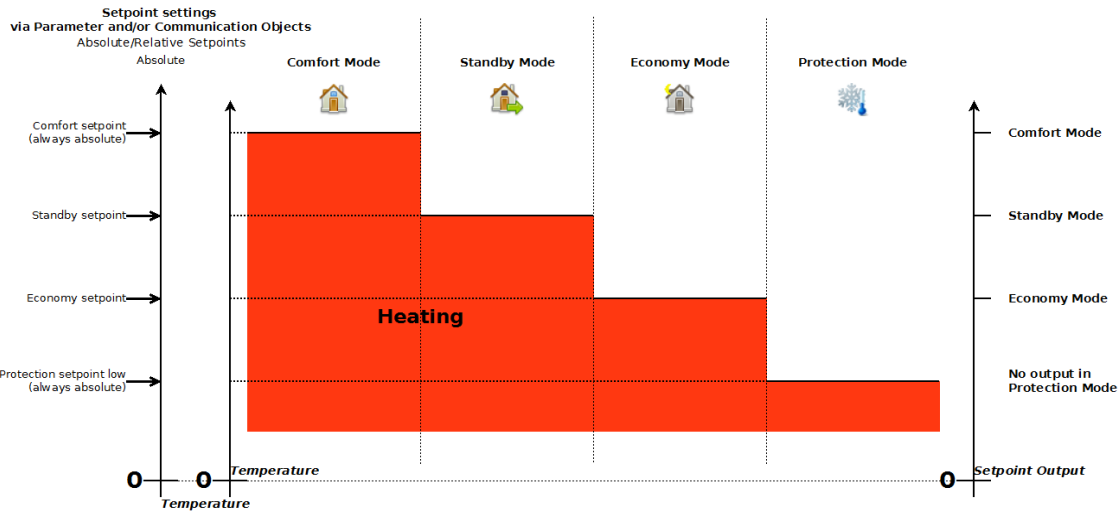 Setpoint settings
via Parameter and/or Communication Objects
Absolute/Relative Setpoints
Absolute
Comfort Mode
Standby Mode
Economy Mode
Protection Mode
Comfort setpoint
(always absolute)
Comfort Mode
Standby setpoint
Standby Mode
Economy setpoint
Economy Mode
Heating
Protection setpoint low
(always absolute)
No output in
Protection Mode
Temperature
Setpoint Output
0
0
0
Temperature